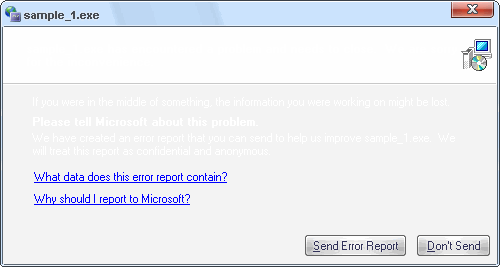 sample_1.exe
If you were in the middle of something, the information you were working on might be lost.
Please tell Microsoft about this problem.
We have created an error report that you can send to help us improve sample_1.exe. We
will treat this report as confidential and anonymous.
What data does this error report contain?
Why should I report to Microsoft?
Send Error Report
Don't Send